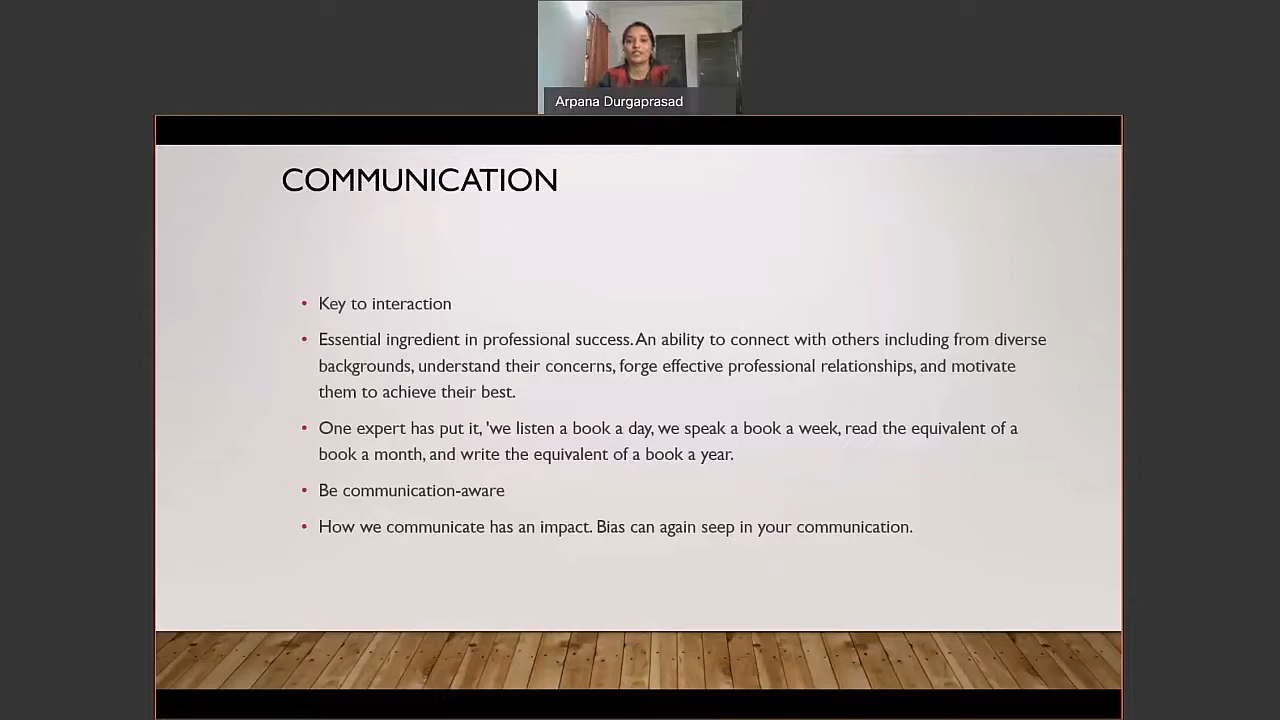 Arpana Durgaprasad
COMMUNICATION
• Key to interaction
• Essential ingredient in professional success. An ability to connect with others including from diverse
backgrounds, understand their concerns, forge effective professional relationships, and motivate
them to achieve their best.
• One expert has put it, 'we listen a book a day, we speak a book a week, read the equivalent of a
book a month, and write the equivalent of a book a year.
• Be communication-aware
• How we communicate has an impact. Bias can again seep in your communication.